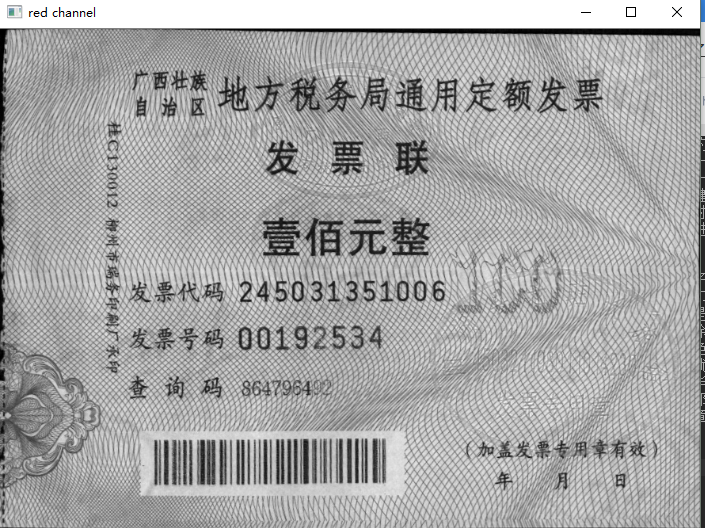 red channel
广西壮族
自治区
地方税务局通用定额发票
发票联
壹佰元整
100
发票代码 245031351006
发票号码 00192534
查询码 864796492
桂C130012 柳州市瑞务印刷厂承印
(加盖发票专用章有效)
年 月 日